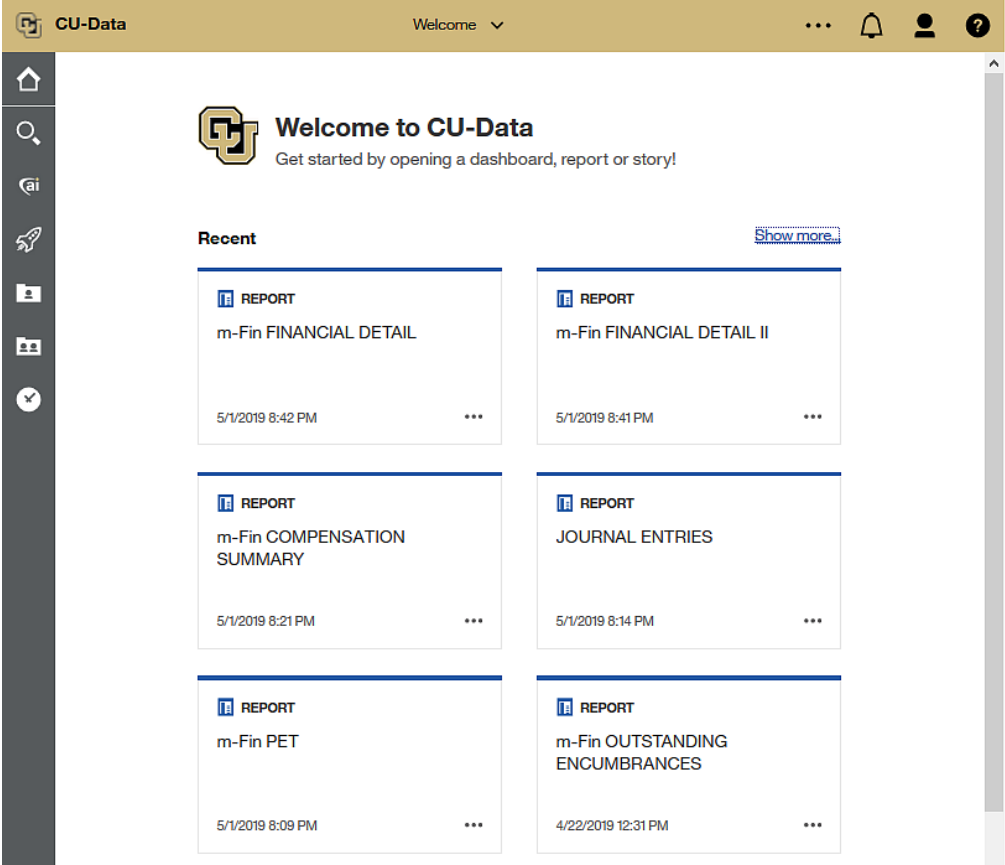 CU-Data
Welcome
?
ai
CU
Welcome to CU-Data
Get started by opening a dashboard, report or story!
Recent
Show more...
REPORT
m-Fin FINANCIAL DETAIL
5/1/2019 8:42 PM
REPORT
m-Fin FINANCIAL DETAIL II
5/1/2019 8:41 PM
REPORT
m-Fin COMPENSATION
SUMMARY
5/1/2019 8:21 PM
REPORT
JOURNAL ENTRIES
5/1/2019 8:14 PM
REPORT
m-Fin PET
5/1/2019 8:09 PM
REPORT
m-Fin OUTSTANDING
ENCUMBRANCES
4/22/2019 12:31 PM